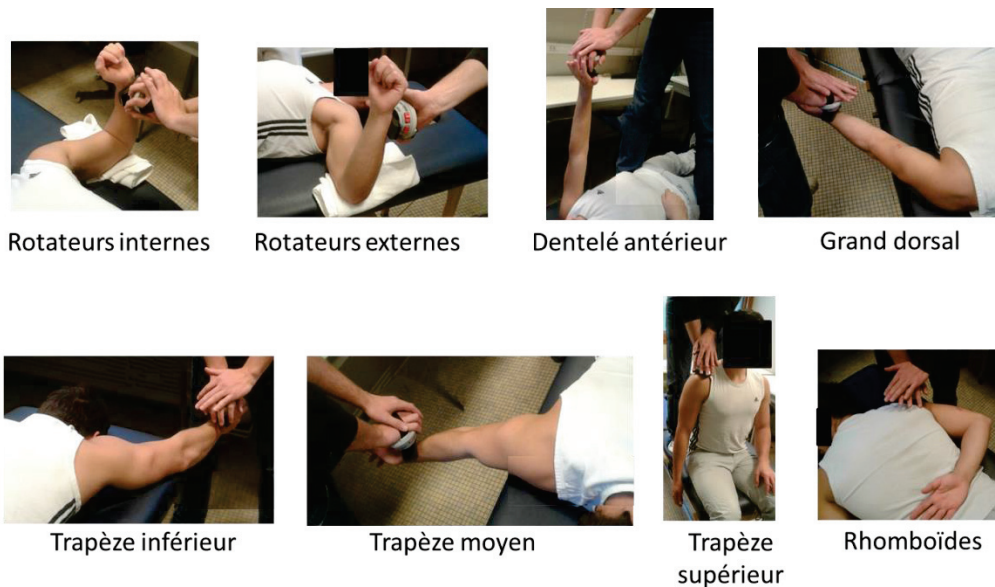 Rotateurs internes
Rotateurs externes
Dentelé antérieur
Grand dorsal
Trapèze inférieur
Trapèze moyen
Trapèze
supérieur
Rhomboïdes